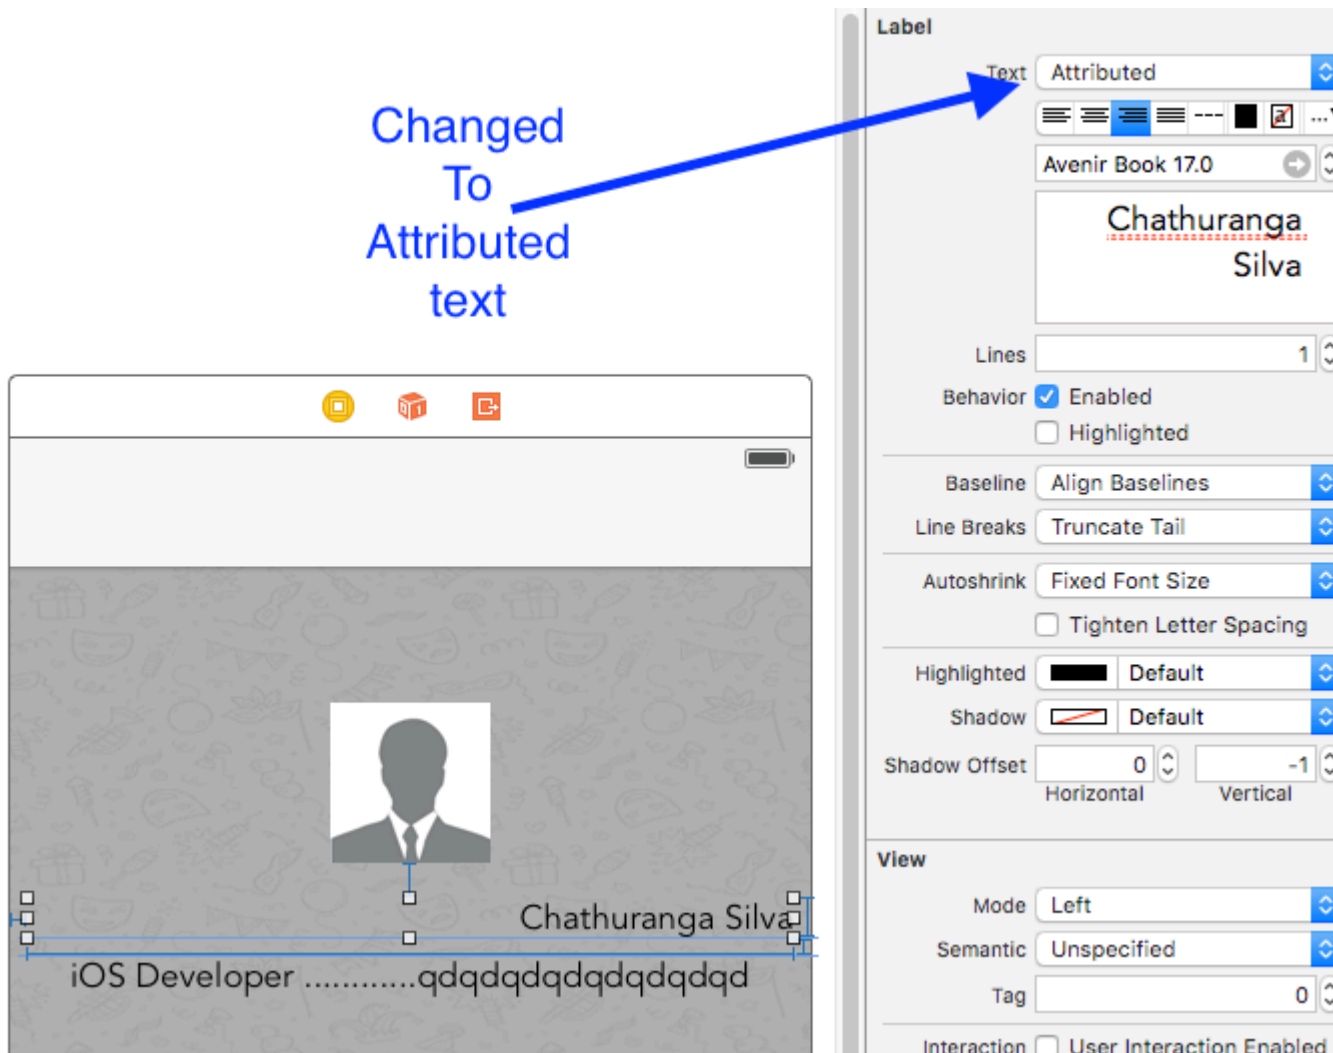 Changed
To
Attributed
text
iOS Developer ............qdqdqdqdqdqdqdqd
Chathuranga Silva
Label
Text Attributed
a ...
Avenir Book 17.0
Chathuranga
Silva
Lines 1
Behavior Enabled
Highlighted
Baseline Align Baselines
Line Breaks Truncate Tail
Autoshrink Fixed Font Size
Tighten Letter Spacing
Highlighted Default
Shadow Default
Shadow Offset 0 -1
Horizontal Vertical
View
Mode Left
Semantic Unspecified
Tag 0
Interaction User Interaction Enabled